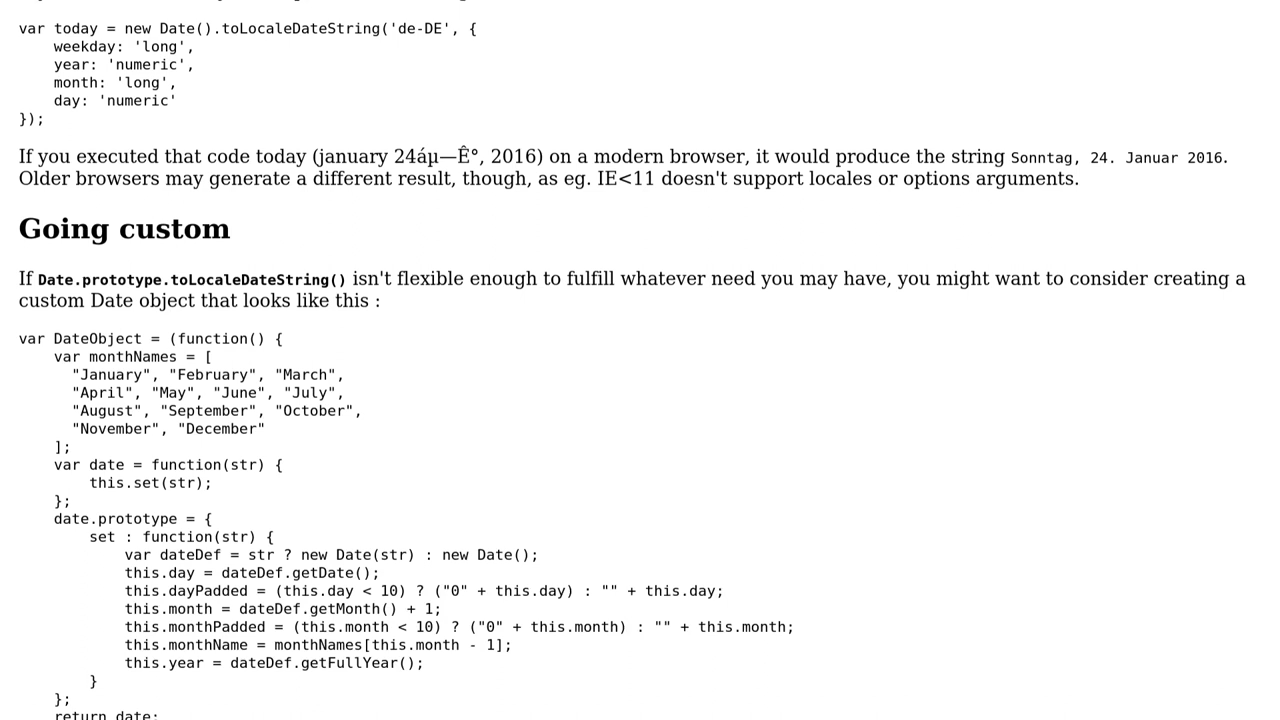 var today = new Date().toLocaleDateString('de-DE', {
    weekday: 'long',
    year: 'numeric',
    month: 'long',
    day: 'numeric'
});
If you executed that code today (january 24áµ—Ê°, 2016) on a modern browser, it would produce the string Sonntag, 24. Januar 2016.
Older browsers may generate a different result, though, as eg. IE<11 doesn't support locales or options arguments.
Going custom
If Date.prototype.toLocaleDateString() isn't flexible enough to fulfill whatever need you may have, you might want to consider creating a
custom Date object that looks like this :
var DateObject = (function() {
    var monthNames = [
      "January", "February", "March",
      "April", "May", "June", "July",
      "August", "September", "October",
      "November", "December"
    ];
    var date = function(str) {
        this.set(str);
    };
    date.prototype = {
        set : function(str) {
            var dateDef = str ? new Date(str) : new Date();
            this.day = dateDef.getDate();
            this.dayPadded = (this.day < 10) ? ("0" + this.day) : "" + this.day;
            this.month = dateDef.getMonth() + 1;
            this.monthPadded = (this.month < 10) ? ("0" + this.month) : "" + this.month;
            this.monthName = monthNames[this.month - 1];
            this.year = dateDef.getFullYear();
        }
    };
    return date;